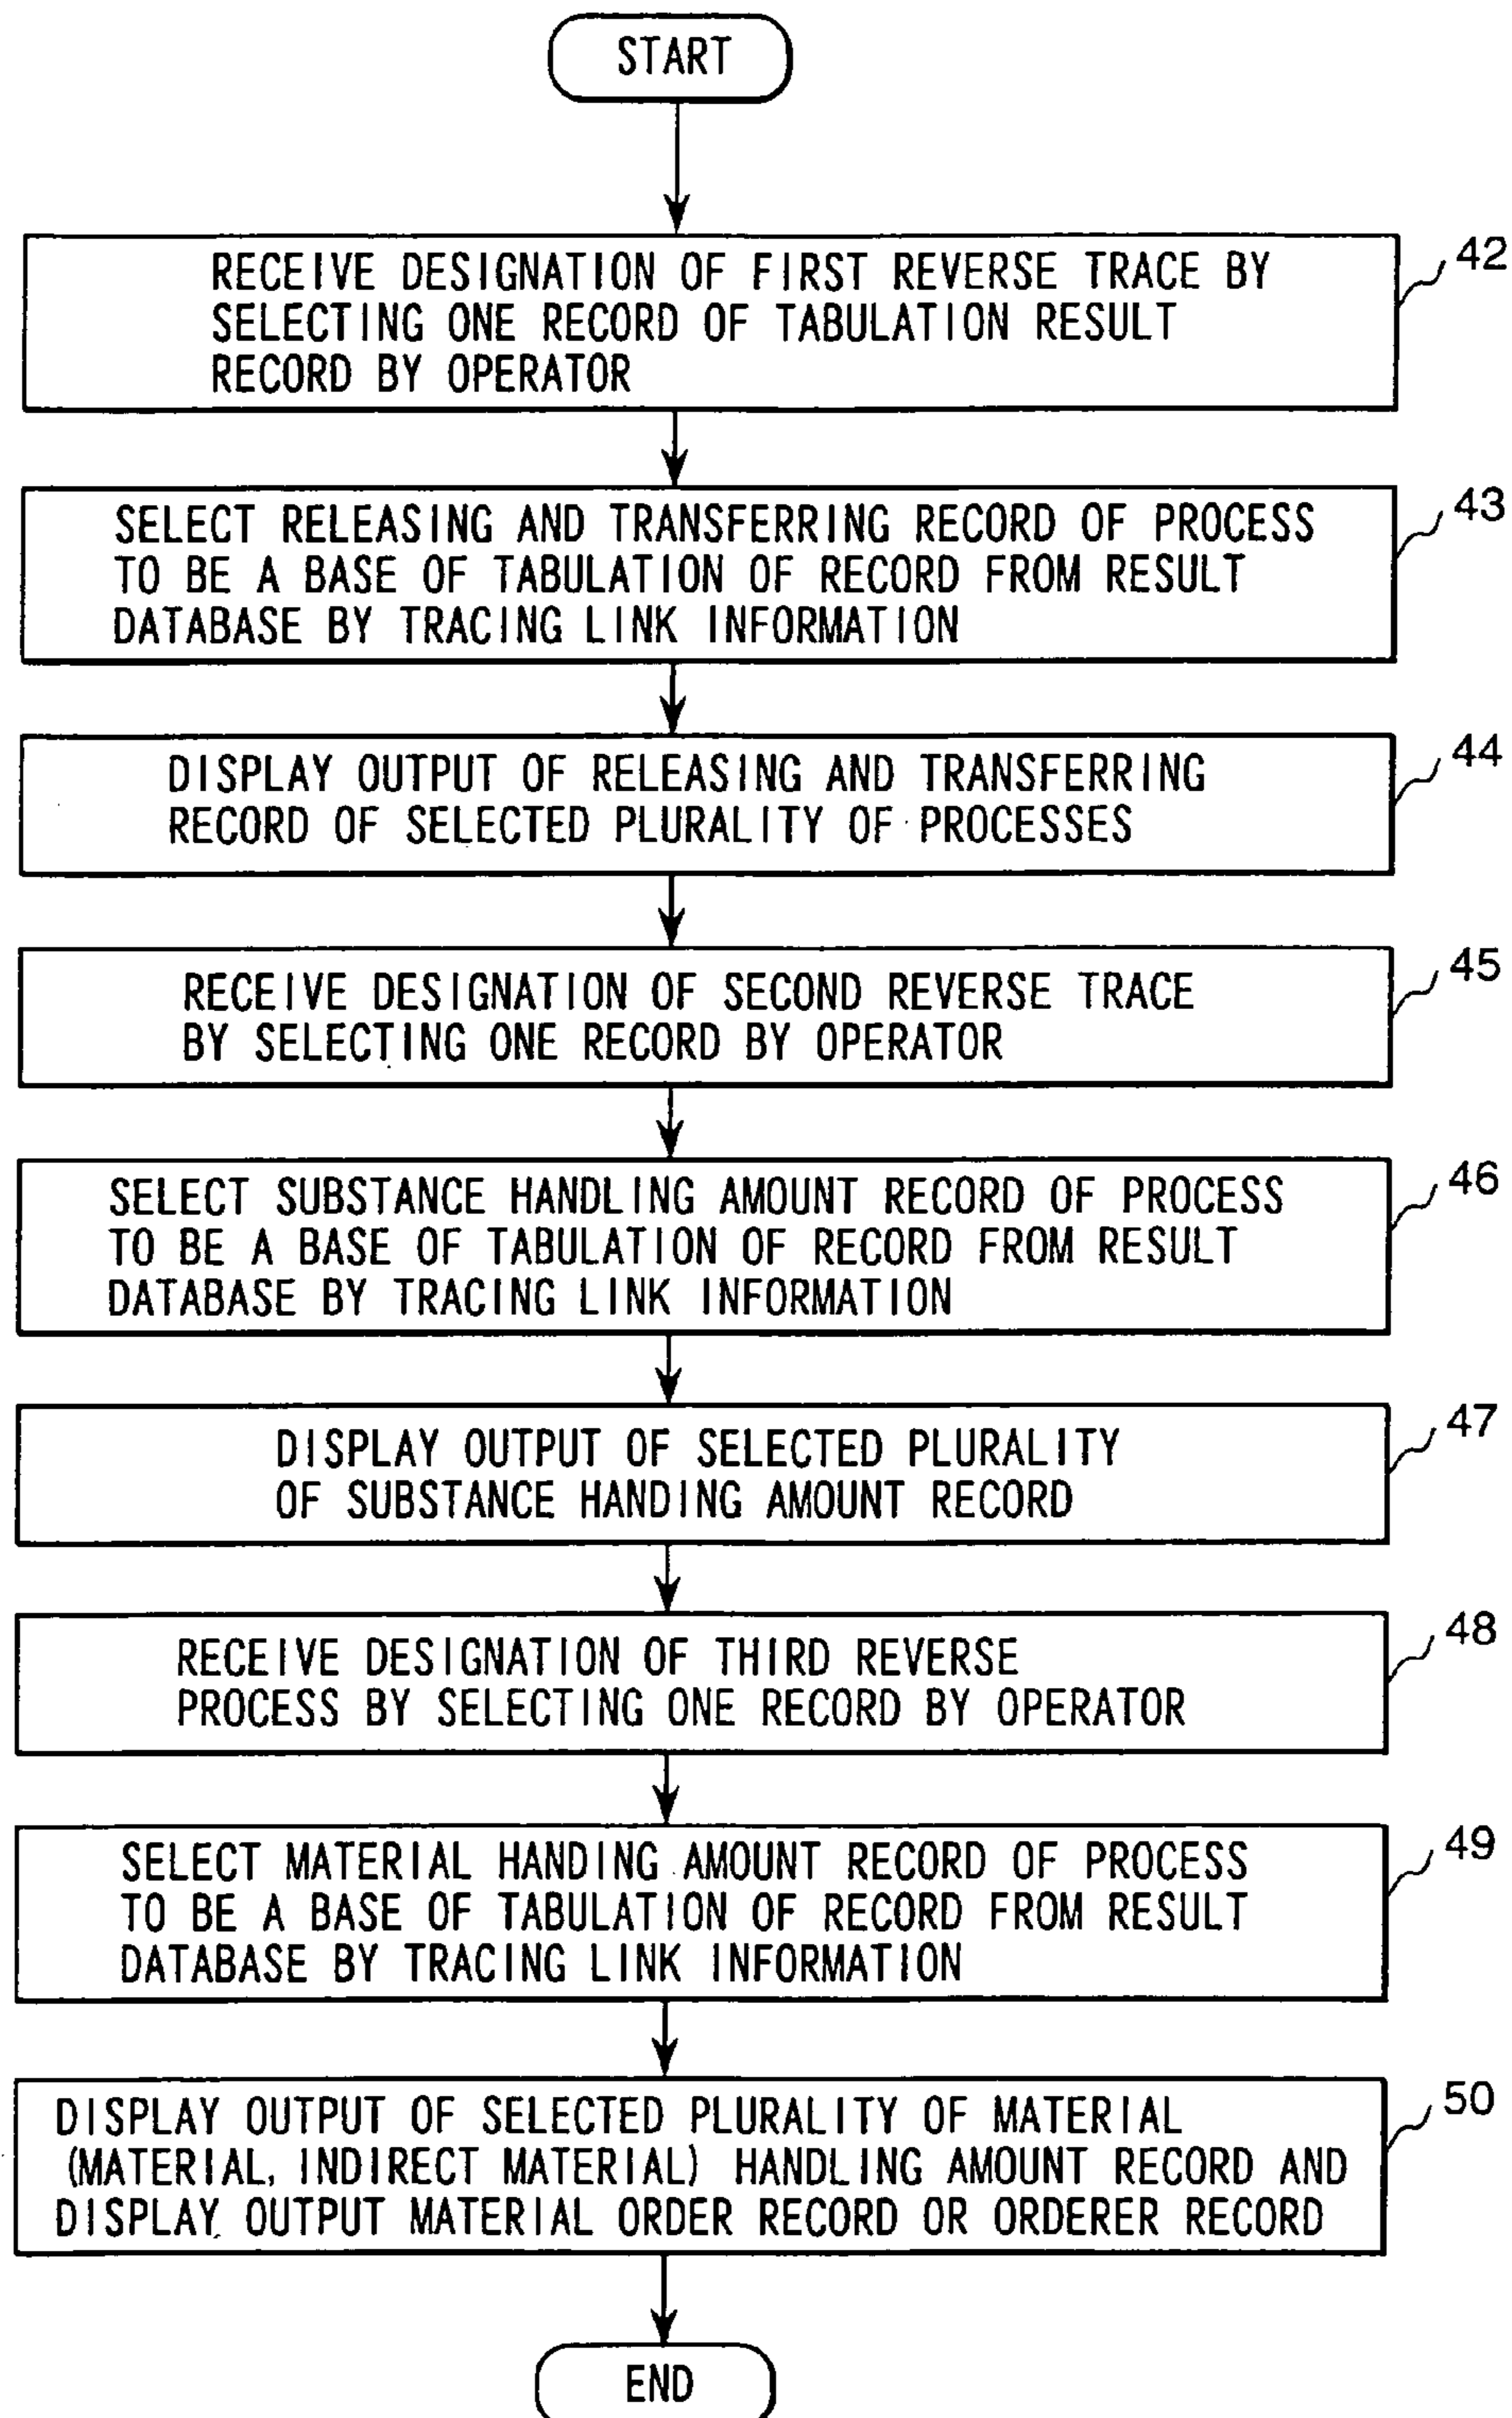 START
42
RECEIVE DESIGNATION OF FIRST REVERSE TRACE BY
SELECTING ONE RECORD OF TABULATION RESULT
RECORD BY OPERATOR
43
SELECT RELEASING AND TRANSFERRING RECORD OF PROCESS
TO BE A BASE OF TABULATION OF RECORD FROM RESULT
DATABASE BY TRACING LINK INFORMATION
44
DISPLAY OUTPUT OF RELEASING AND TRANSFERRING
RECORD OF SELECTED PLURALITY OF PROCESSES
45
RECEIVE DESIGNATION OF SECOND REVERSE TRACE
BY SELECTING ONE RECORD BY OPERATOR
46
SELECT SUBSTANCE HANDLING AMOUNT RECORD OF PROCESS
TO BE A BASE OF TABULATION OF RECORD FROM RESULT
DATABASE BY TRACING LINK INFORMATION
47
DISPLAY OUTPUT OF SELECTED PLURALITY
OF SUBSTANCE HANDING AMOUNT RECORD
48
RECEIVE DESIGNATION OF THIRD REVERSE
PROCESS BY SELECTING ONE RECORD BY OPERATOR
49
SELECT MATERIAL HANDING AMOUNT RECORD OF PROCESS
TO BE A BASE OF TABULATION OF RECORD FROM RESULT
DATABASE BY TRACING LINK INFORMATION
50
DISPLAY OUTPUT OF SELECTED PLURALITY OF MATERIAL
(MATERIAL, INDIRECT MATERIAL) HANDLING AMOUNT RECORD AND
DISPLAY OUTPUT MATERIAL ORDER RECORD OR ORDERER RECORD
END